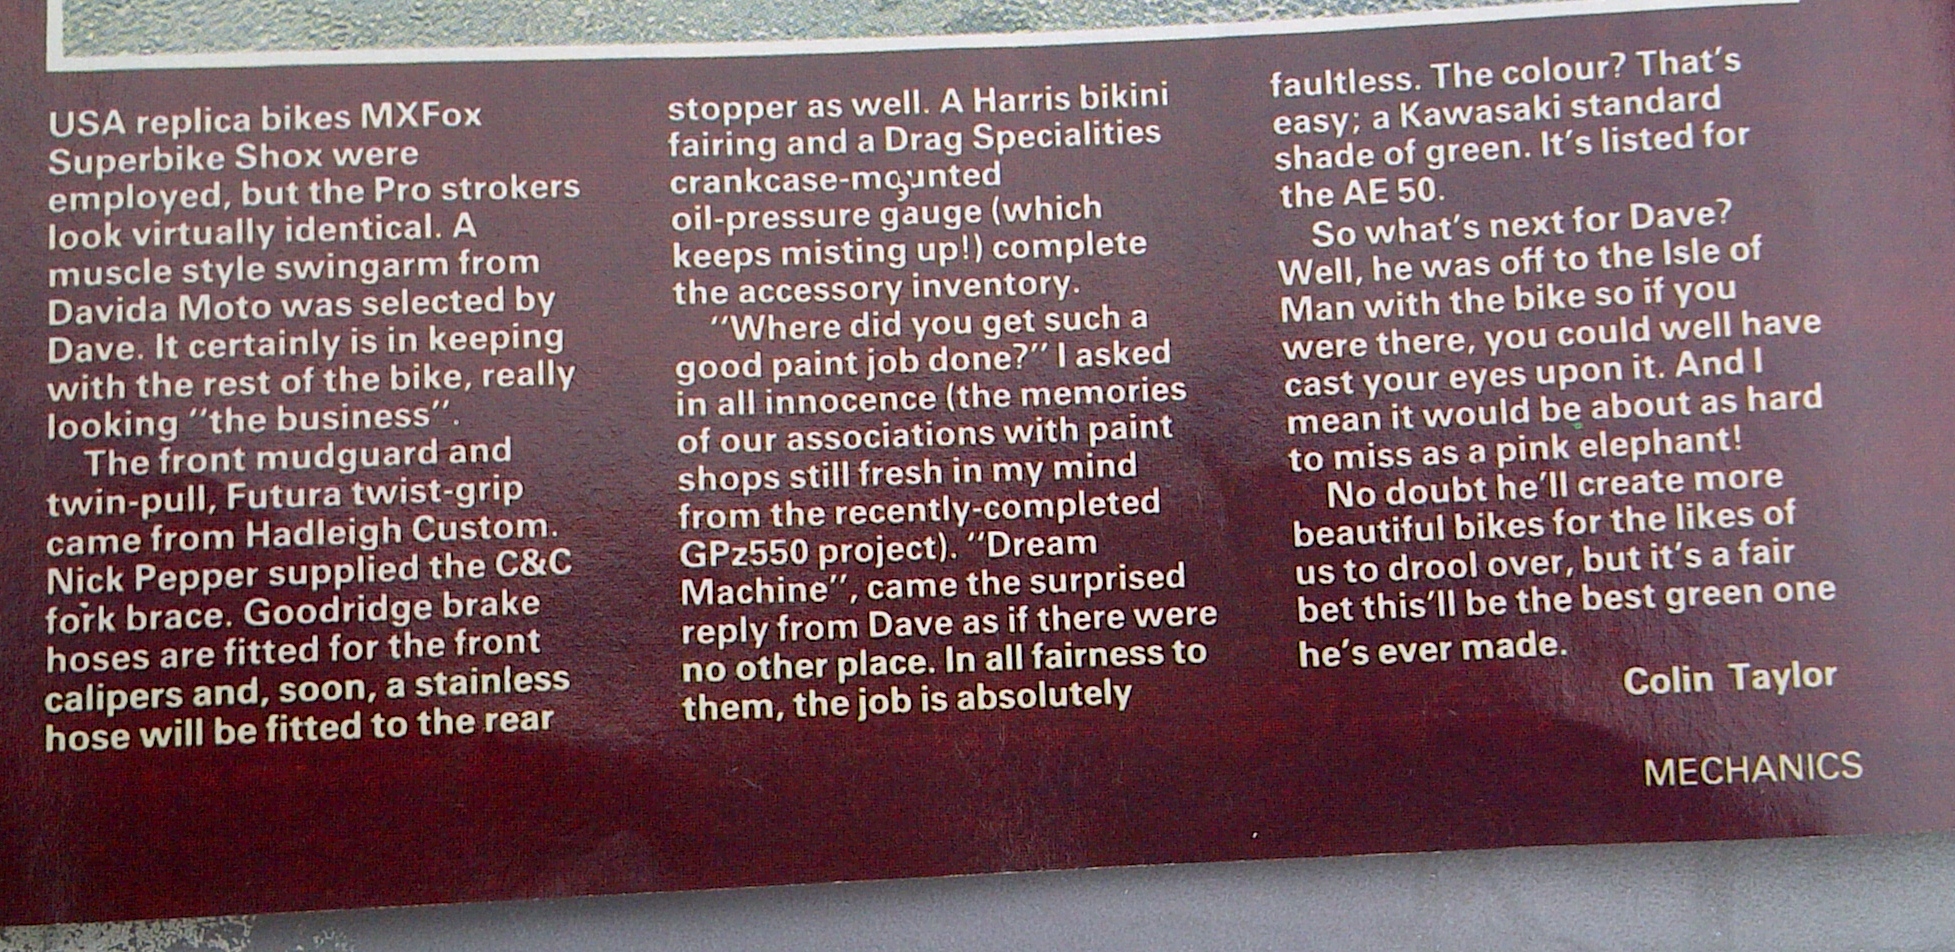 USA replica bikes MXFox
Superbike Shox were
employed, but the Pro strokers
look virtually identical. A
muscle style swingarm from
Davida Moto was selected by
Dave. It certainly is in keeping
with the rest of the bike, really
looking "the business".
The front mudguard and
twin-pull, Futura twist-grip
came from Hadleigh Custom.
Nick Pepper supplied the C&C
fork brace. Goodridge brake
hoses are fitted for the front
calipers and, soon, a stainless
hose will be fitted to the rear
stopper as well. A Harris bikini
fairing and a Drag Specialities
crankcase-mounted
oil-pressure gauge (which
keeps misting up!) complete
the accessory inventory.
"Where did you get such a
good paint job done?" I asked
in all innocence (the memories
of our associations with paint
shops still fresh in my mind
from the recently-completed
GPz550 project). "Dream
Machine", came the surprised
reply from Dave as if there were
no other place. In all fairness to
them, the job is absolutely
faultless. The colour? That's
easy; a Kawasaki standard
shade of green. It's listed for
the AE 50.
So what's next for Dave?
Well, he was off to the Isle of
Man with the bike so if you
were there, you could well have
cast your eyes upon it. And I
mean it would be about as hard
to miss as a pink elephant!
No doubt he'll create more
beautiful bikes for the likes of
us to drool over, but it's a fair
bet this'll be the best green one
he's ever made.
Colin Taylor
MECHANICS